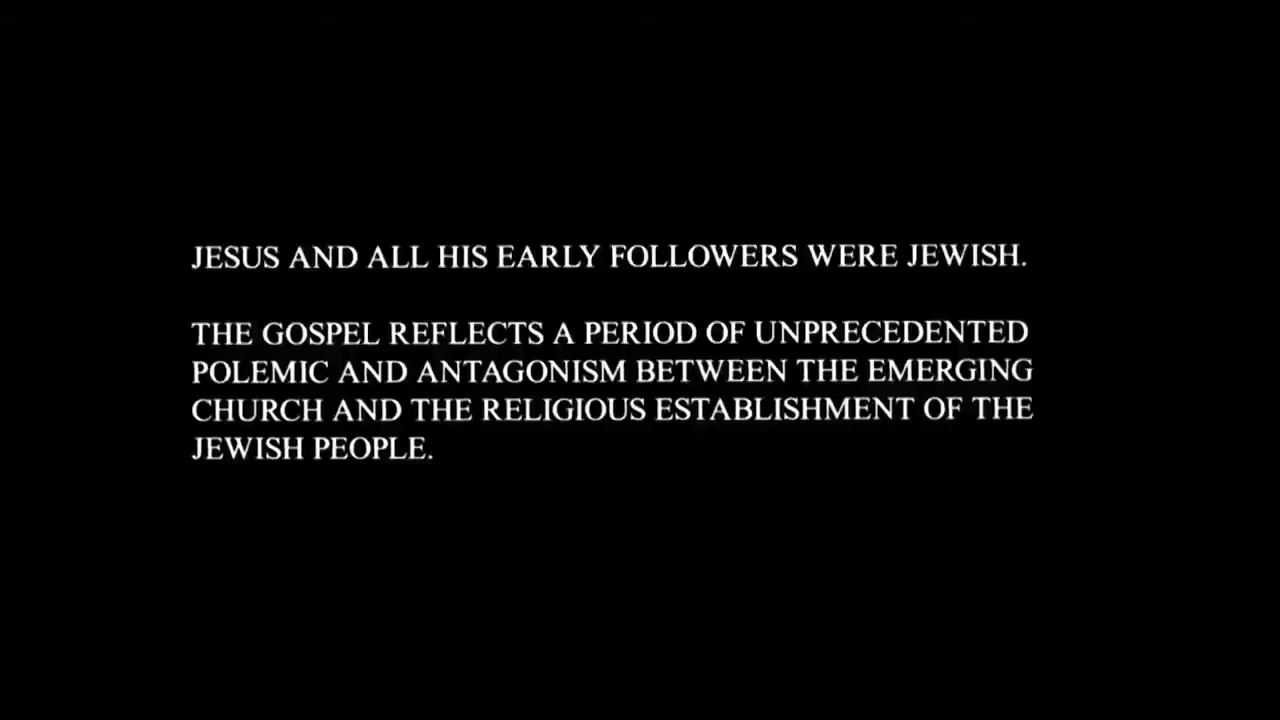 JESUS AND ALL HIS EARLY FOLLOWERS WERE JEWISH.
THE GOSPEL REFLECTS A PERIOD OF UNPRECEDENTED
POLEMIC AND ANTAGONISM BETWEEN THE EMERGING
CHURCH AND THE RELIGIOUS ESTABLISHMENT OF THE
JEWISH PEOPLE.